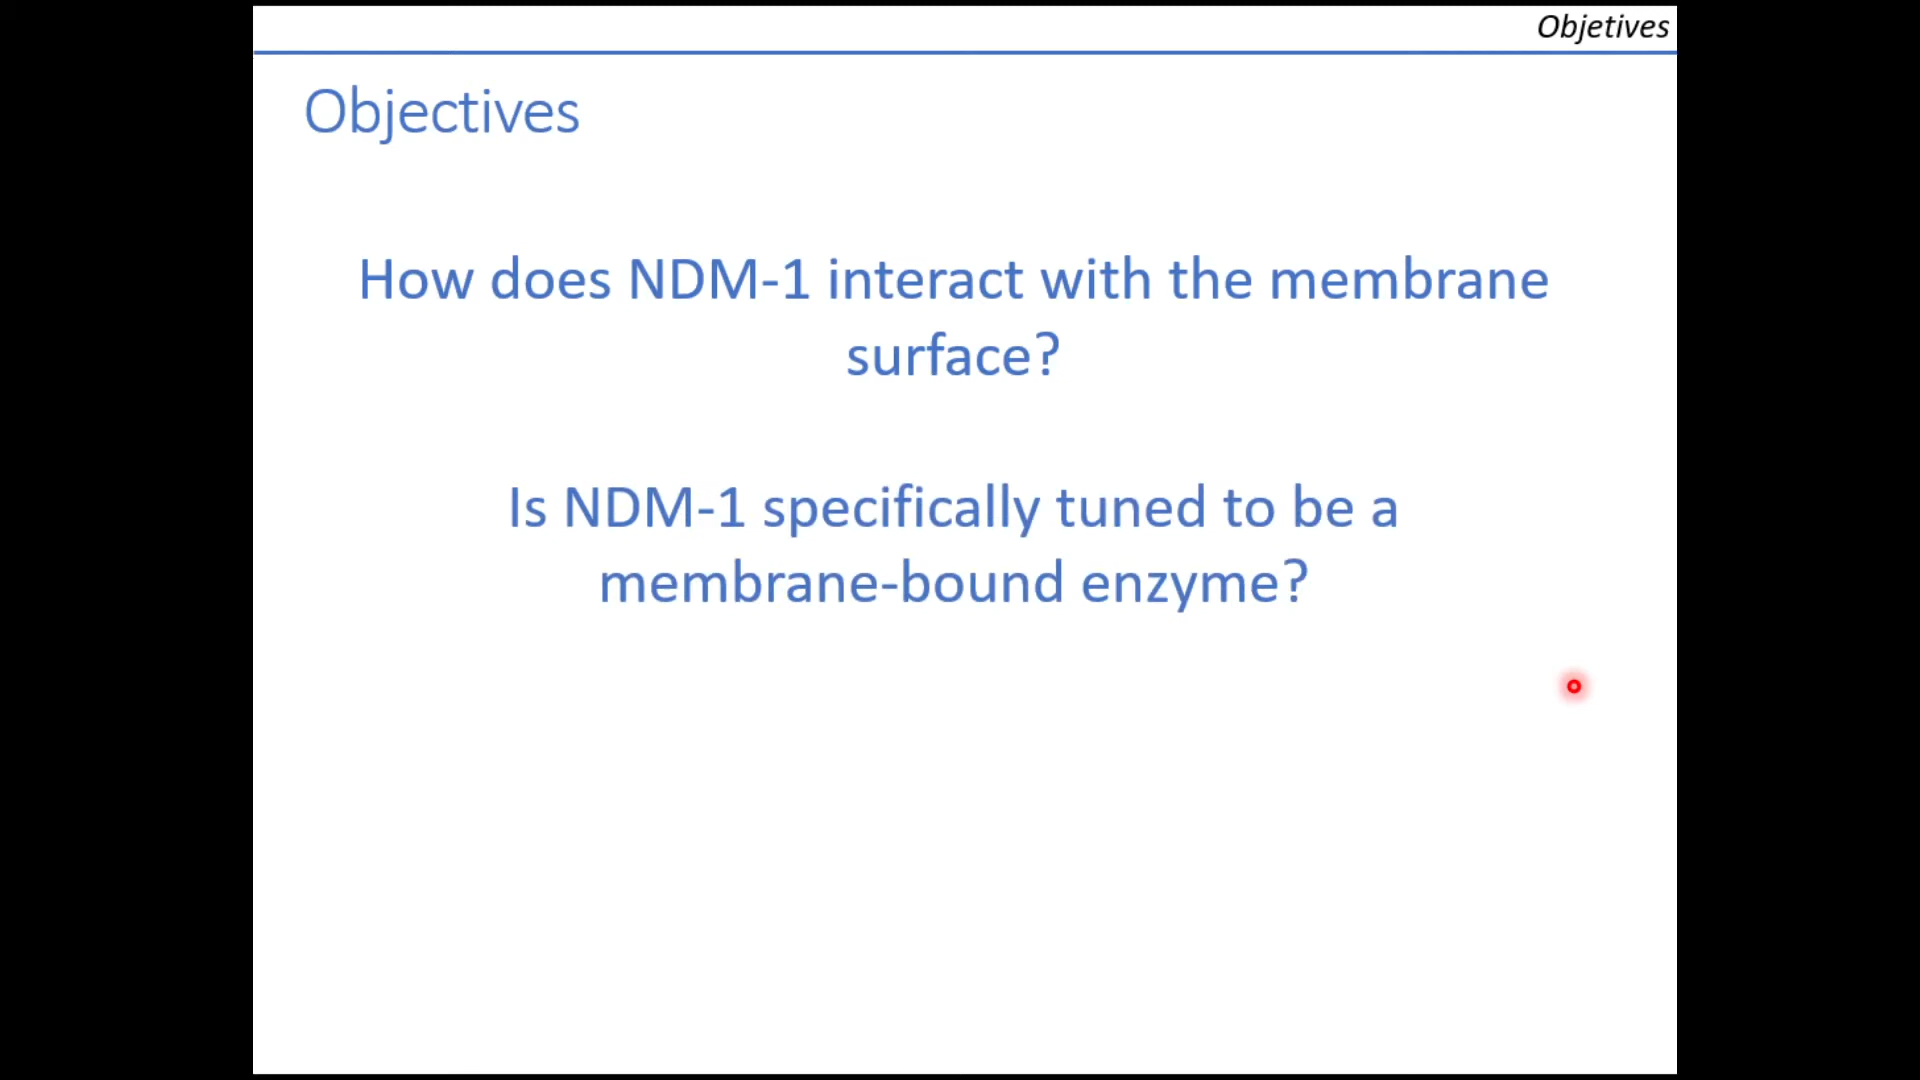 Objetives
Objectives
How does NDM-1 interact with the membrane
surface?
Is NDM-1 specifically tuned to be a
membrane-bound enzyme?